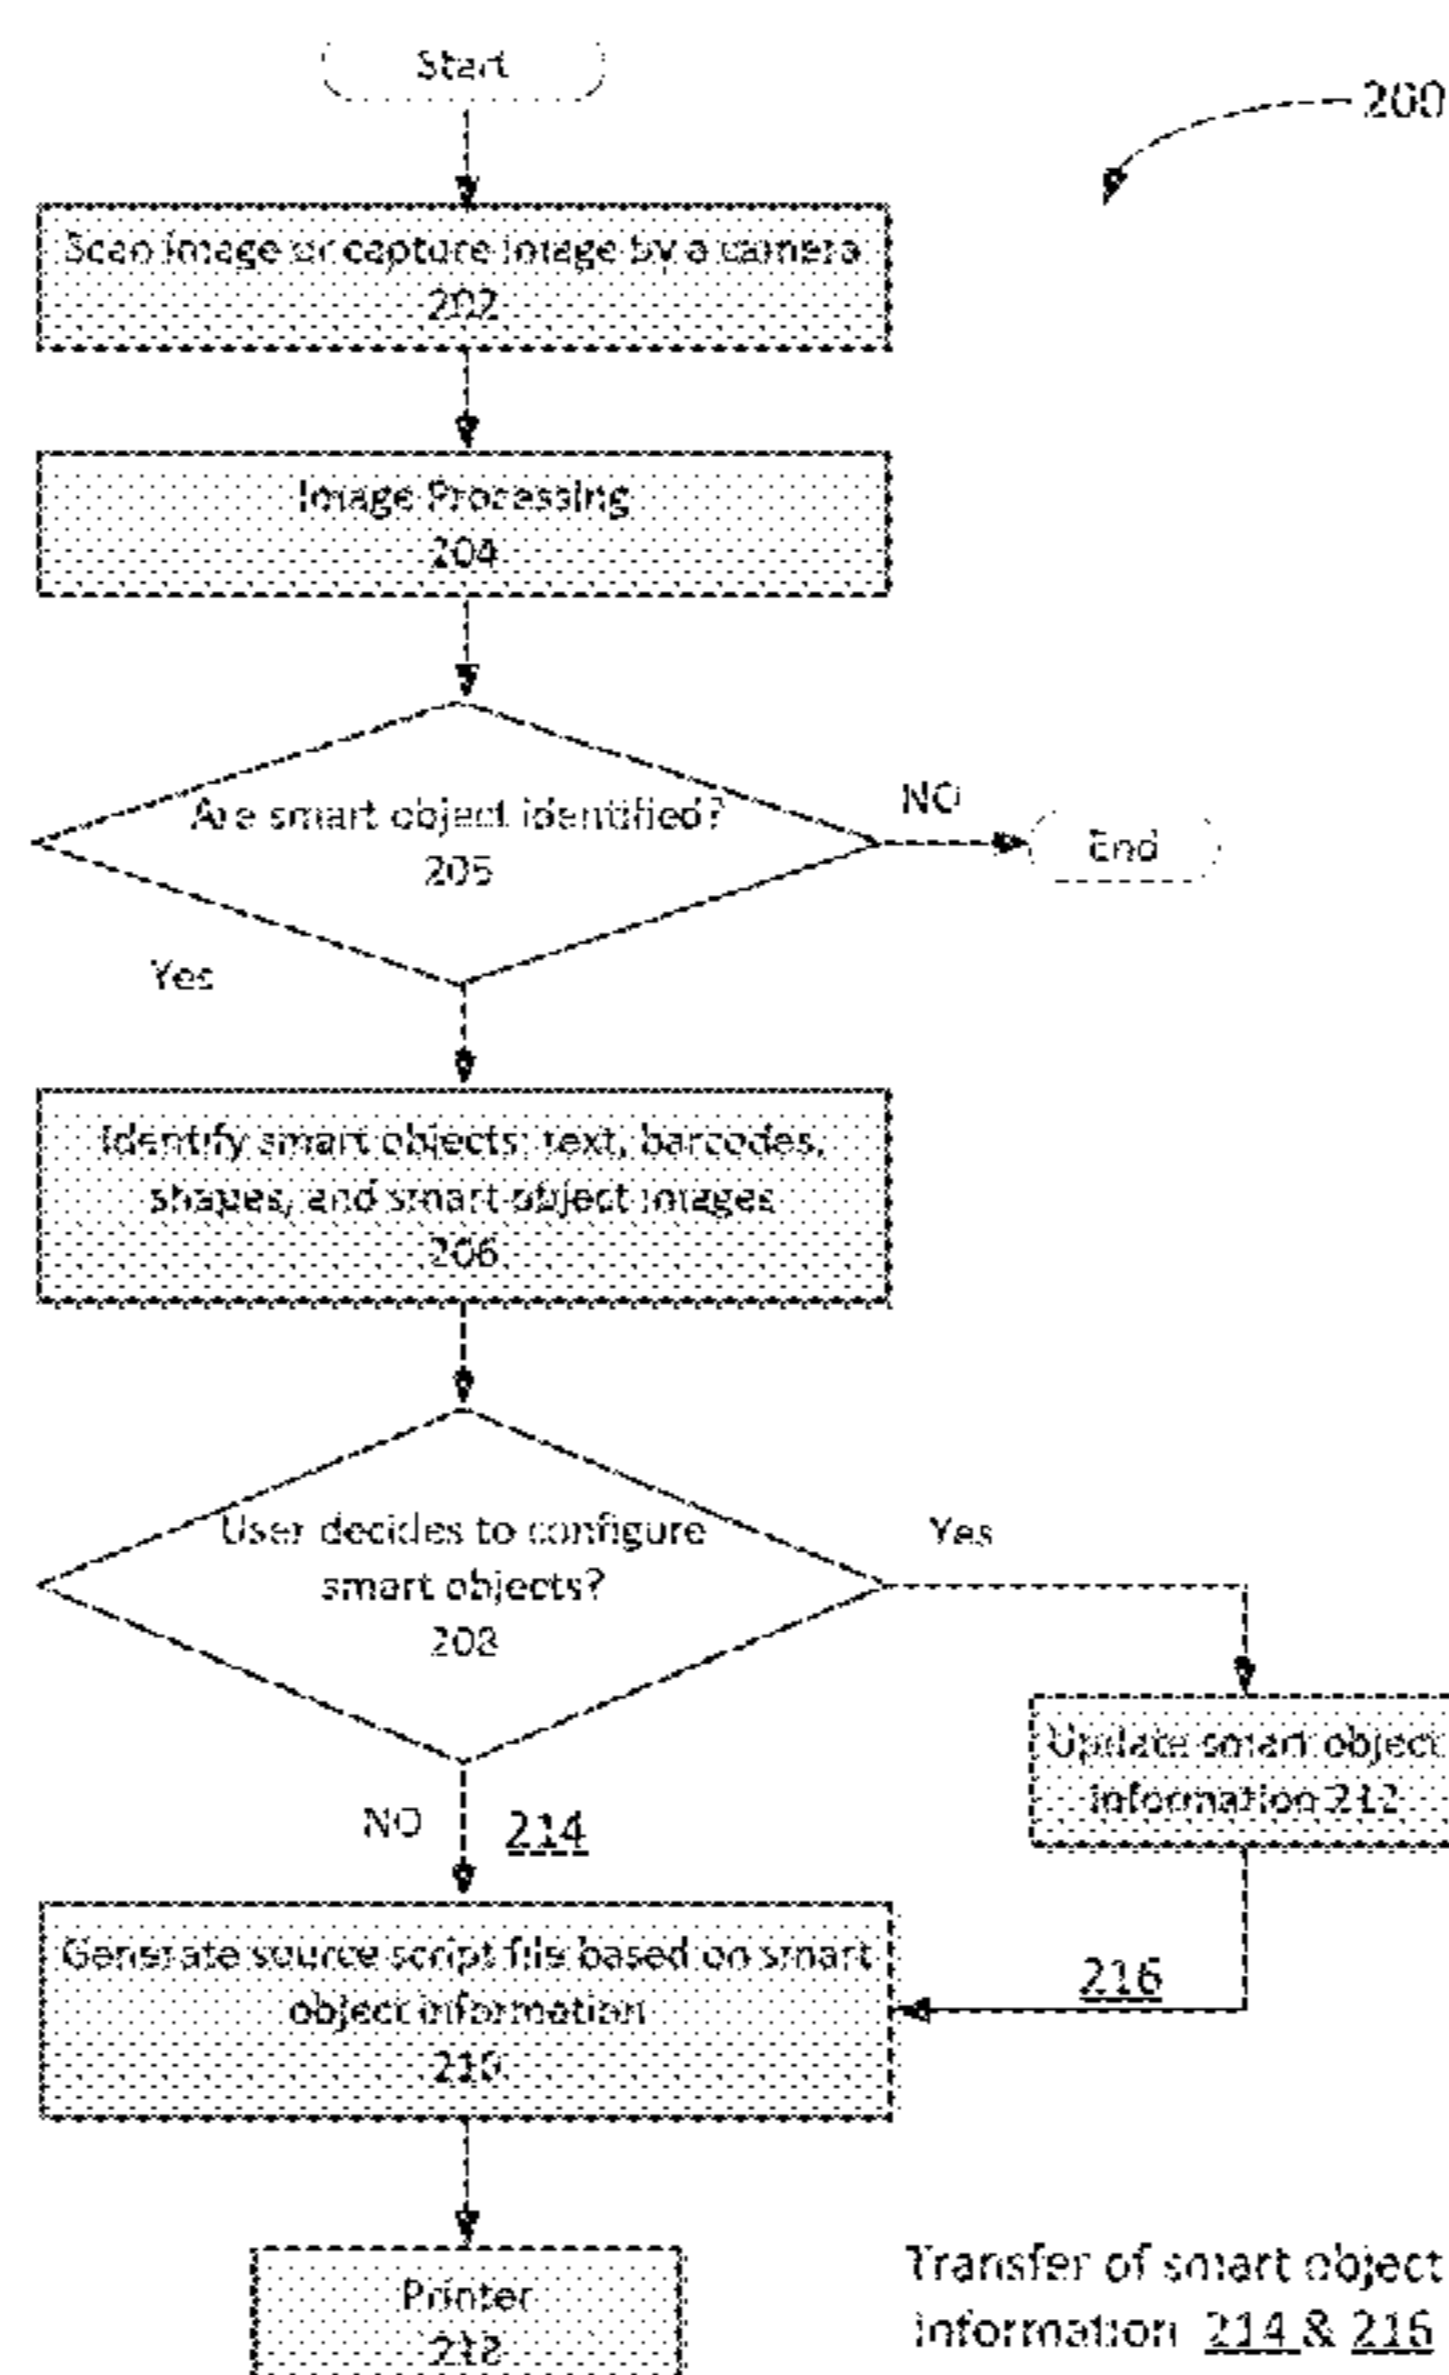 Start
200
Scan image or capture image by a camera
202
Image Processing
204
Are smart object identified?
205
NO
End
Yes
Identify smart objects: text, barcodes,
shapes, and smart object images
206
User decides to configure
smart objects?
208
Yes
Update smart object
information 212
NO
214
Generate source script file based on smart
object information
210
216
Printer
218
Transfer of smart object
information 214 & 216